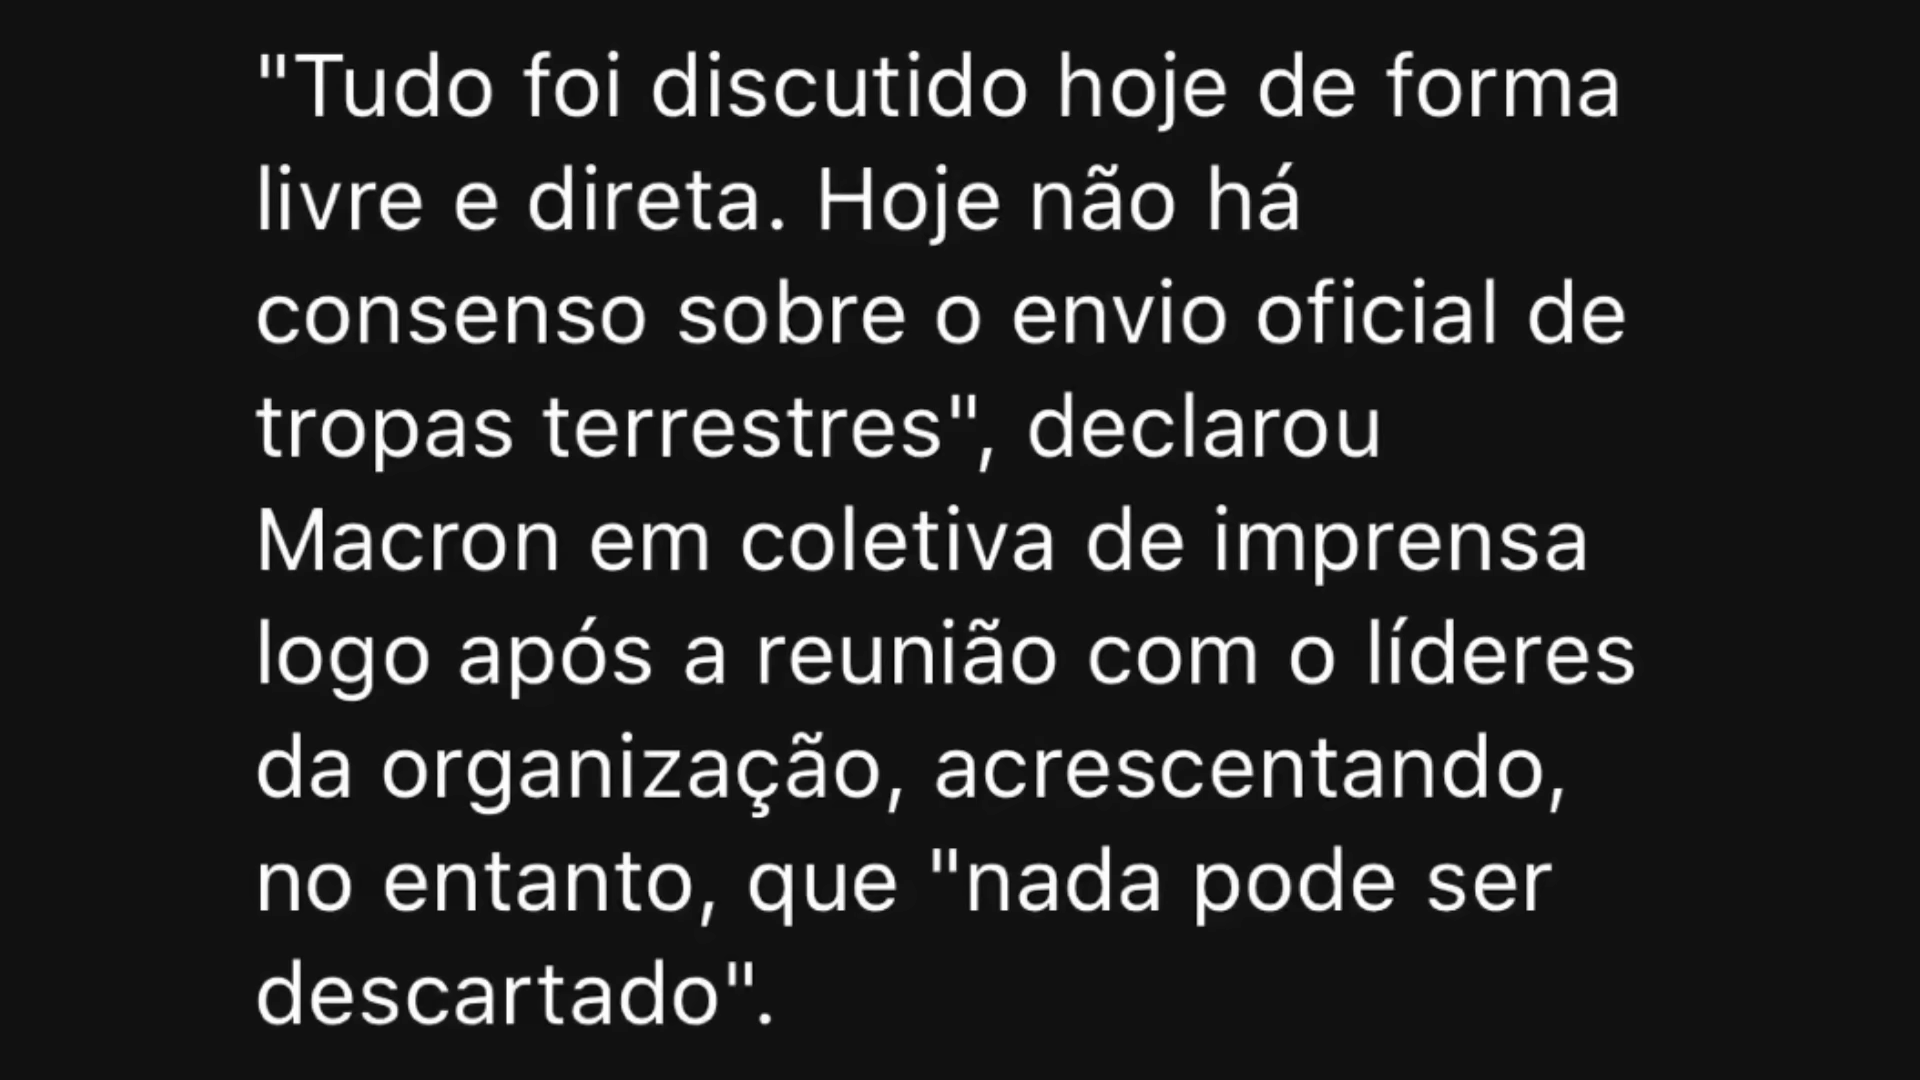 "Tudo foi discutido hoje de forma
livre e direta. Hoje não há
consenso sobre o envio oficial de
tropas terrestres", declarou
Macron em coletiva de imprensa
logo após a reunião com o líderes
da organização, acrescentando,
no entanto, que "nada pode ser
descartado".